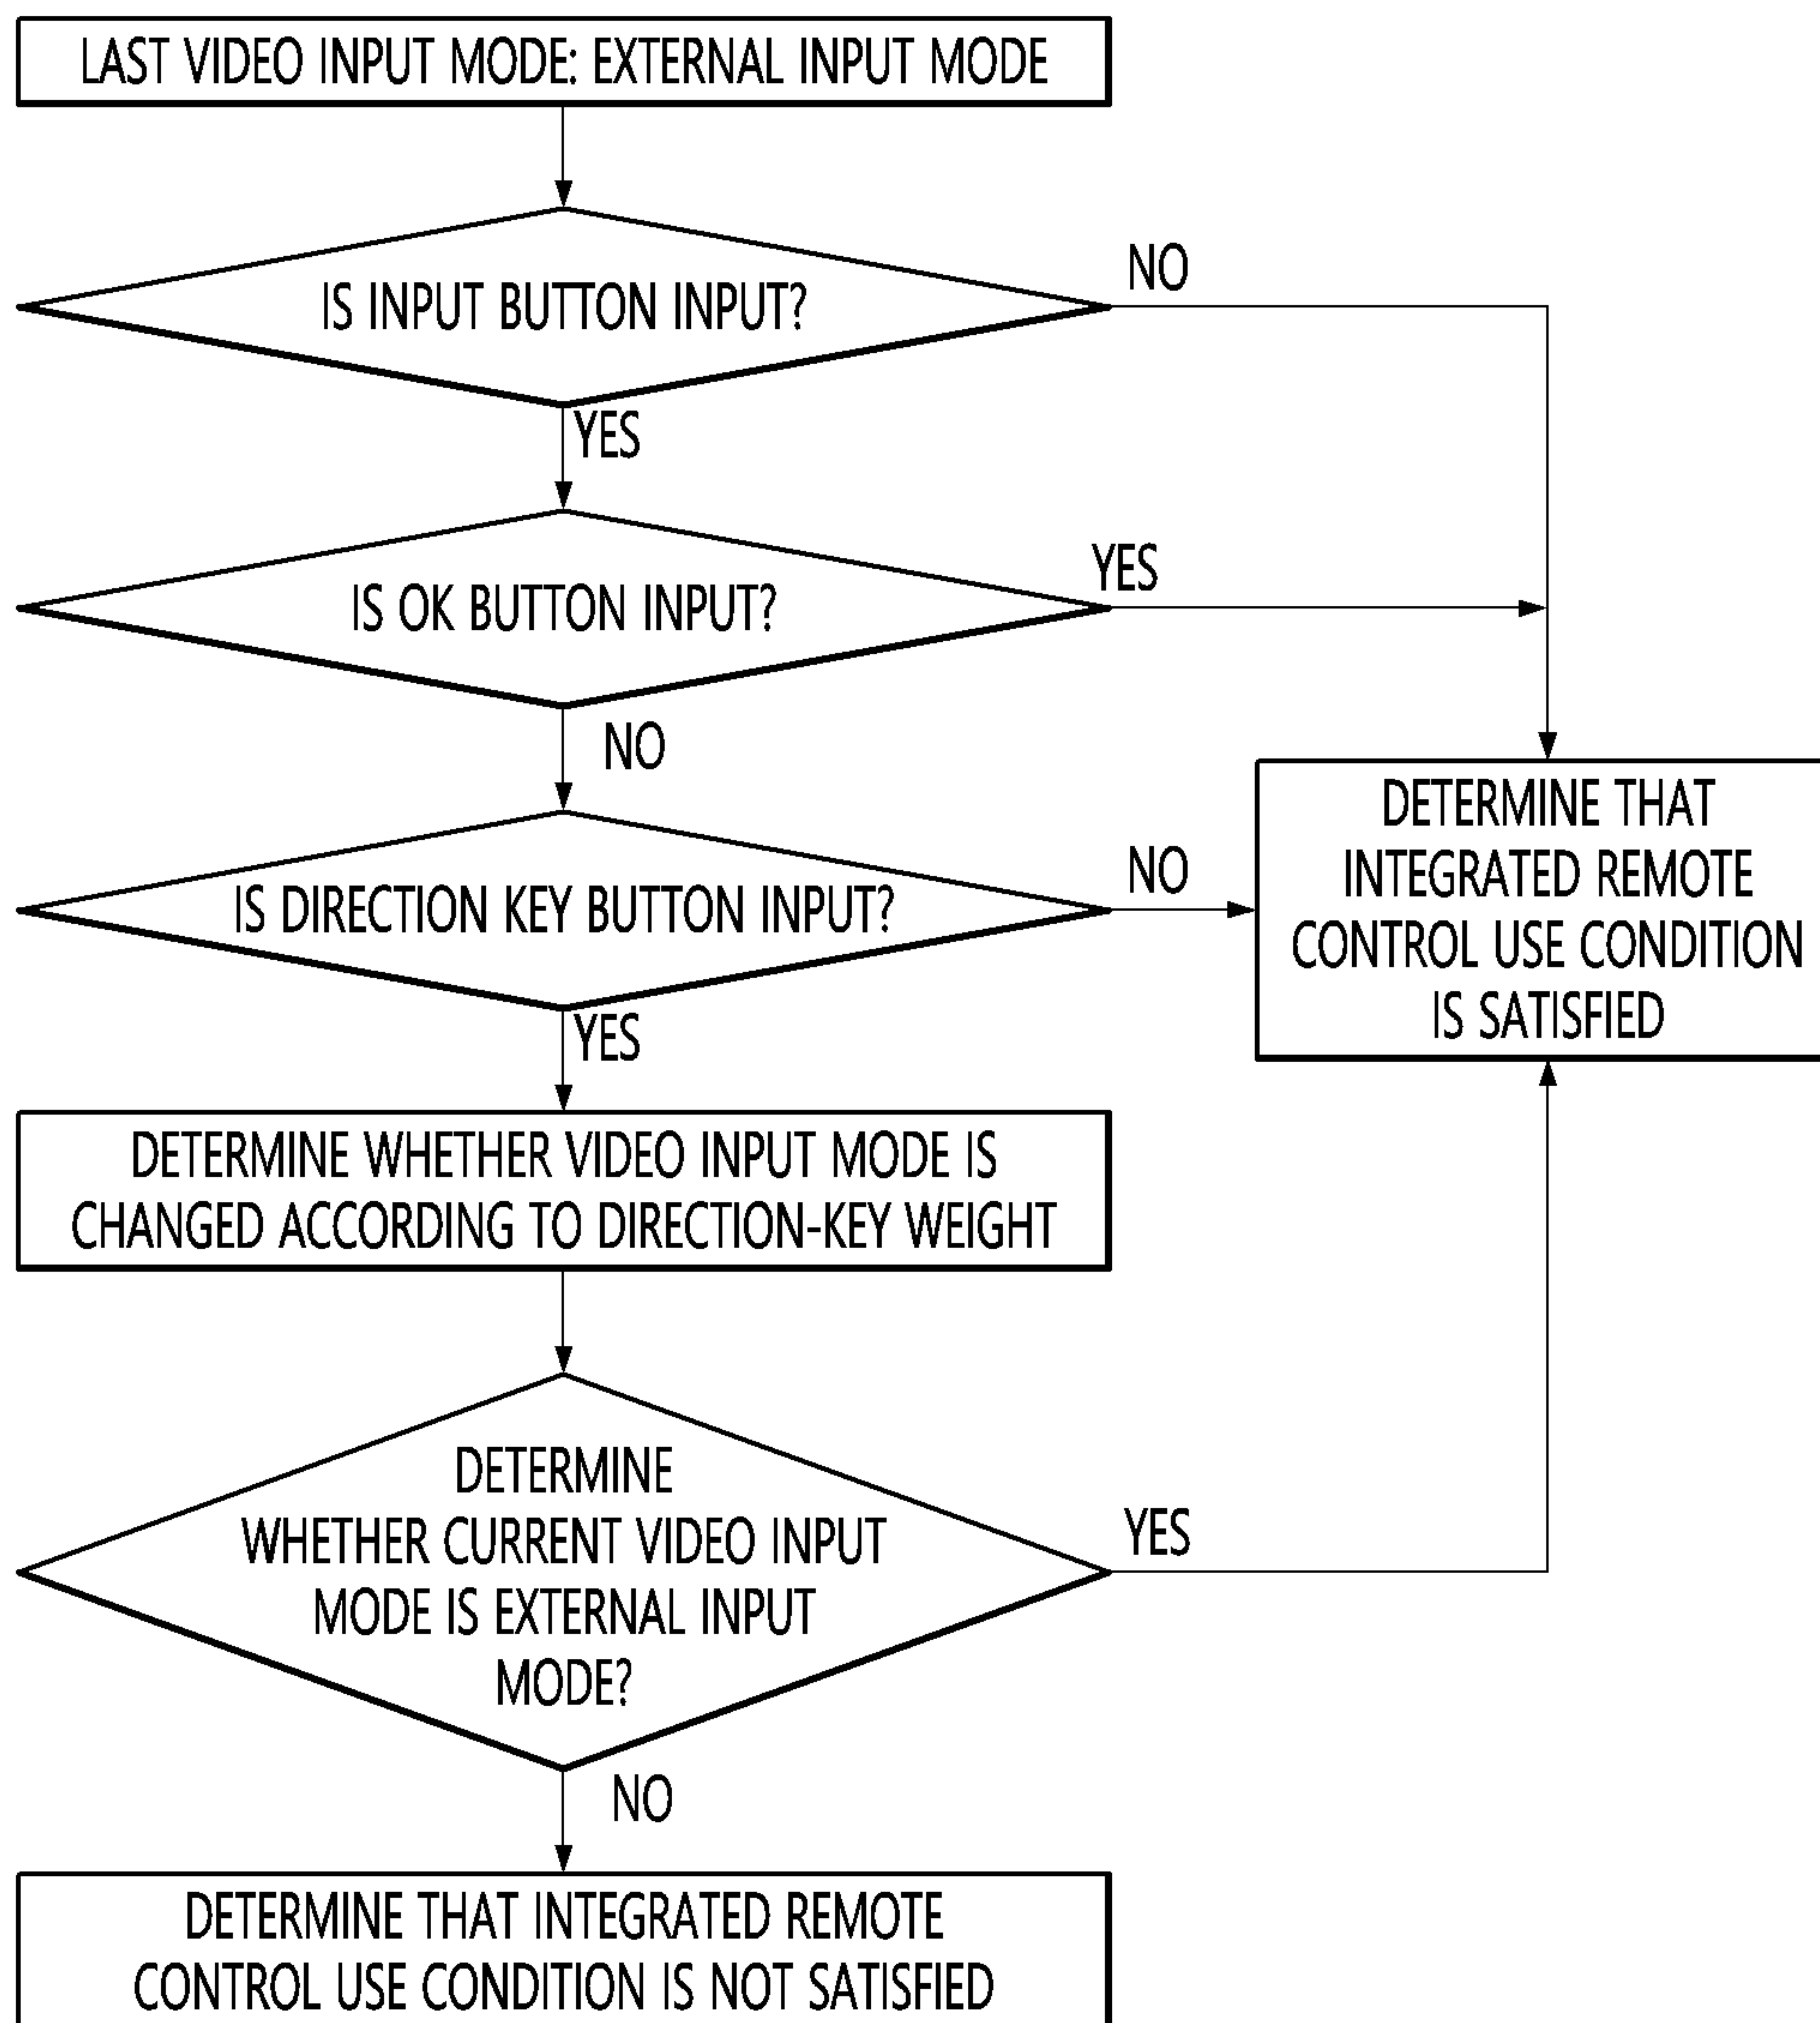 LAST VIDEO INPUT MODE: EXTERNAL INPUT MODE
IS INPUT BUTTON INPUT?
NO
YES
IS OK BUTTON INPUT?
YES
NO
IS DIRECTION KEY BUTTON INPUT?
NO
YES
DETERMINE THAT
INTEGRATED REMOTE
CONTROL USE CONDITION
IS SATISFIED
DETERMINE WHETHER VIDEO INPUT MODE IS
CHANGED ACCORDING TO DIRECTION-KEY WEIGHT
DETERMINE
WHETHER CURRENT VIDEO INPUT
MODE IS EXTERNAL INPUT
MODE?
YES
NO
DETERMINE THAT INTEGRATED REMOTE
CONTROL USE CONDITION IS NOT SATISFIED